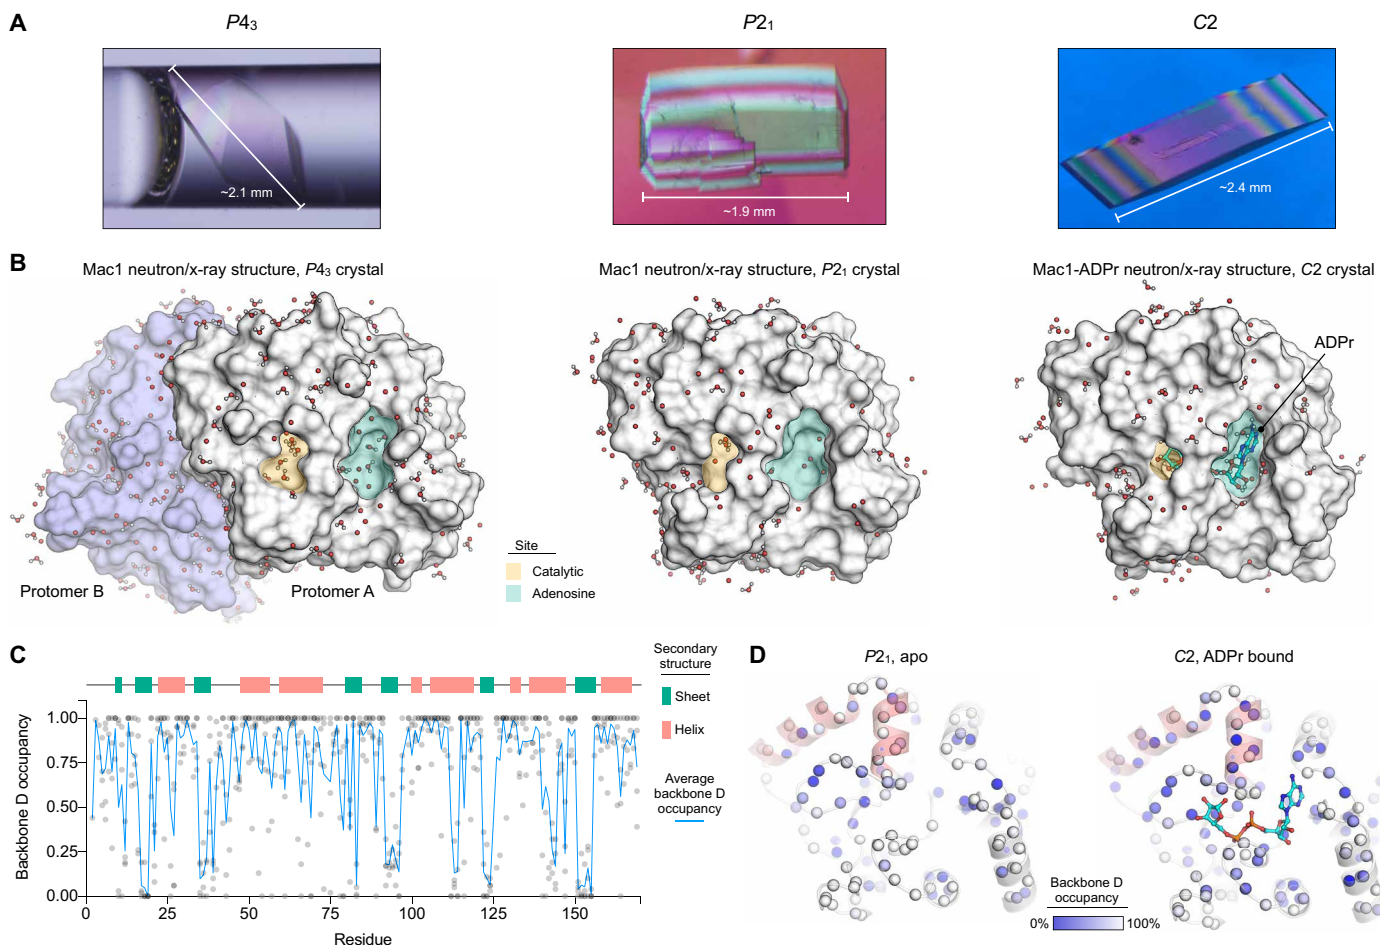 A
P4₃
P2₁
C2
~2.1 mm
~1.9 mm
~2.4 mm
B
Mac1 neutron/x-ray structure, P4₃ crystal
Mac1 neutron/x-ray structure, P2₁ crystal
Mac1-ADPr neutron/x-ray structure, C2 crystal
ADPr
Protomer B
Protomer A
Site
Catalytic
Adenosine
C
Backbone D occupancy
1.00
0.75
0.50
0.25
0.00
0
25
50
75
100
125
150
Residue
Secondary
structure
Sheet
Helix
Average
backbone D
occupancy
D
P2₁, apo
C2, ADPr bound
Backbone D
occupancy
0%
100%